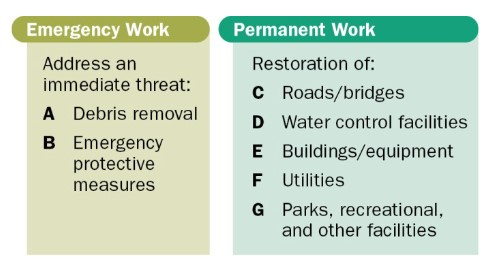 Emergency Work
Address an
immediate threat:
A Debris removal
B Emergency
protective
measures
Permanent Work
Restoration of:
C Roads/bridges
D Water control facilities
E Buildings/equipment
F Utilities
G Parks, recreational,
and other facilities